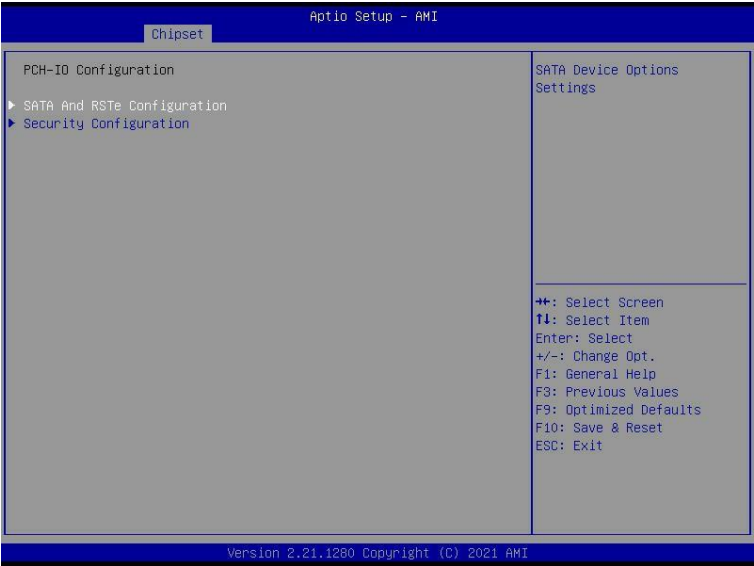 Aptio Setup – AMI
Chipset
PCH-IO Configuration
▶ SATA And RSTe Configuration
▶ Security Configuration
SATA Device Options
Settings
→←: Select Screen
↑↓: Select Item
Enter: Select
+/-: Change Opt.
F1: General Help
F3: Previous Values
F9: Optimized Defaults
F10: Save & Reset
ESC: Exit
Version 2.21.1280 Copyright (C) 2021 AMI